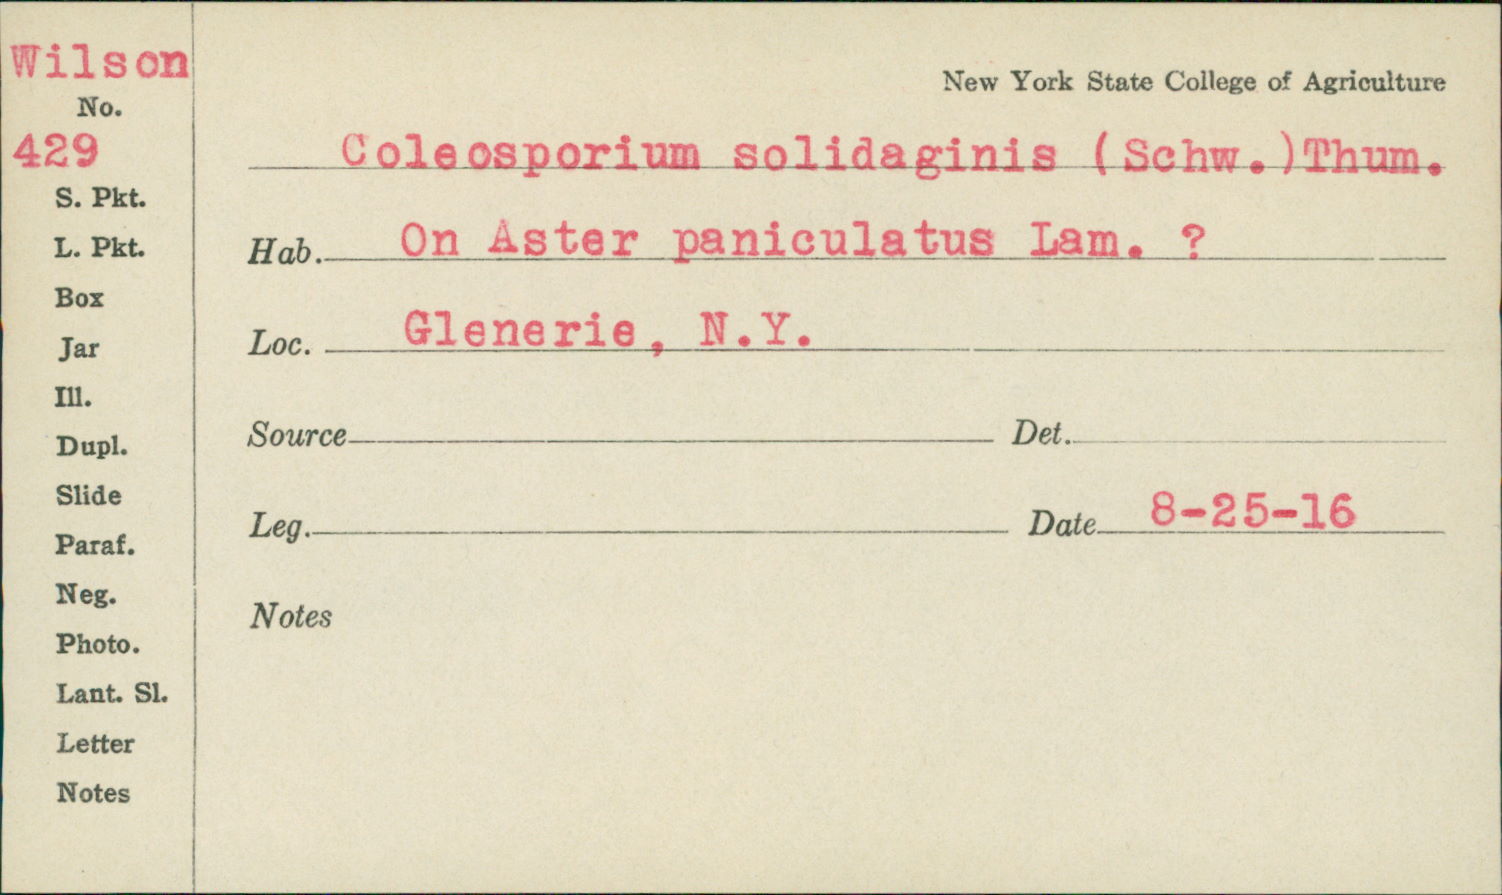 Wilson
No.
429
S. Pkt.
L. Pkt.
Box
Jar
Ill.
Dupl.
Slide
Paraf.
Neg.
Photo.
Lant. Sl.
Letter
Notes
New York State College of Agriculture
Coleosporium solidaginis (Schw.)Thum.
Hab. On Aster paniculatus Lam. ?
Loc. Glenerie, N.Y.
Source Det.
Leg. Date 8-25-16
Notes